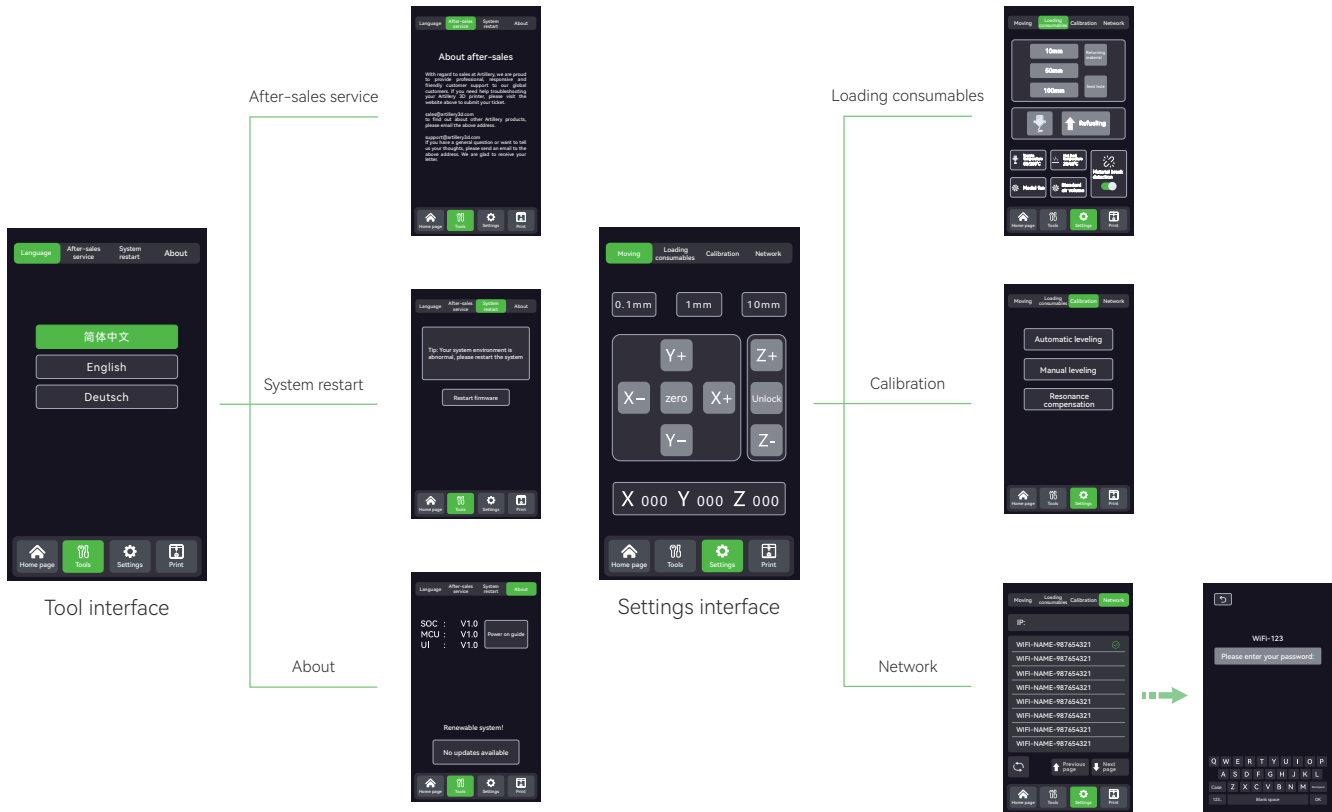 Language
After-sales service
System restart
About
简体中文
English
Deutsch
Home page
Tools
Settings
Print
Tool interface
After-sales service
System restart
About
Language
After-sales service
System restart
About
About after-sales
With regard to sales at Artillery, we are proud
to provide professional, responsive and
friendly customer support to our global
customers. If you need help troubleshooting
your Artillery 3D printer, please visit the
website above to submit your ticket.
sales@artillery3d.com
to find out about other Artillery products,
please email the above address.
support@artillery3d.com
If you have a general question or want to tell
us your thoughts, please send an email to the
above address. We are glad to receive your
letter.
Home page
Tools
Settings
Print
Language
After-sales service
System restart
About
Tip: Your system environment is
abnormal, please restart the system
Restart firmware
Home page
Tools
Settings
Print
Language
After-sales service
System restart
About
SOC : V1.0
MCU : V1.0
UI : V1.0
Power on guide
Renewable system!
No updates available
Home page
Tools
Settings
Print
Moving
Loading consumables
Calibration
Network
0.1mm
1mm
10mm
Y+
X-
zero
X+
Y-
Z+
Unlock
Z-
X 000 Y 000 Z 000
Home page
Tools
Settings
Print
Settings interface
Loading consumables
Calibration
Network
Moving
Loading consumables
Calibration
Network
10mm
50mm
100mm
Returning
material
Refueling
Model fan
Standard
air volume
Material break
detection
Home page
Tools
Settings
Print
Moving
Loading consumables
Calibration
Network
Automatic leveling
Manual leveling
Resonance
compensation
Home page
Tools
Settings
Print
Moving
Loading consumables
Calibration
Network
IP:
WIFI-NAME-987654321
WIFI-NAME-987654321
WIFI-NAME-987654321
WIFI-NAME-987654321
WIFI-NAME-987654321
WIFI-NAME-987654321
WIFI-NAME-987654321
WIFI-NAME-987654321
Previous
page
Next
page
Home page
Tools
Settings
Print
WiFi-123
Please enter your password:
Q W E R T Y U I O P
A S D F G H J K L
Case Z X C V B N M
123,. Blank space OK